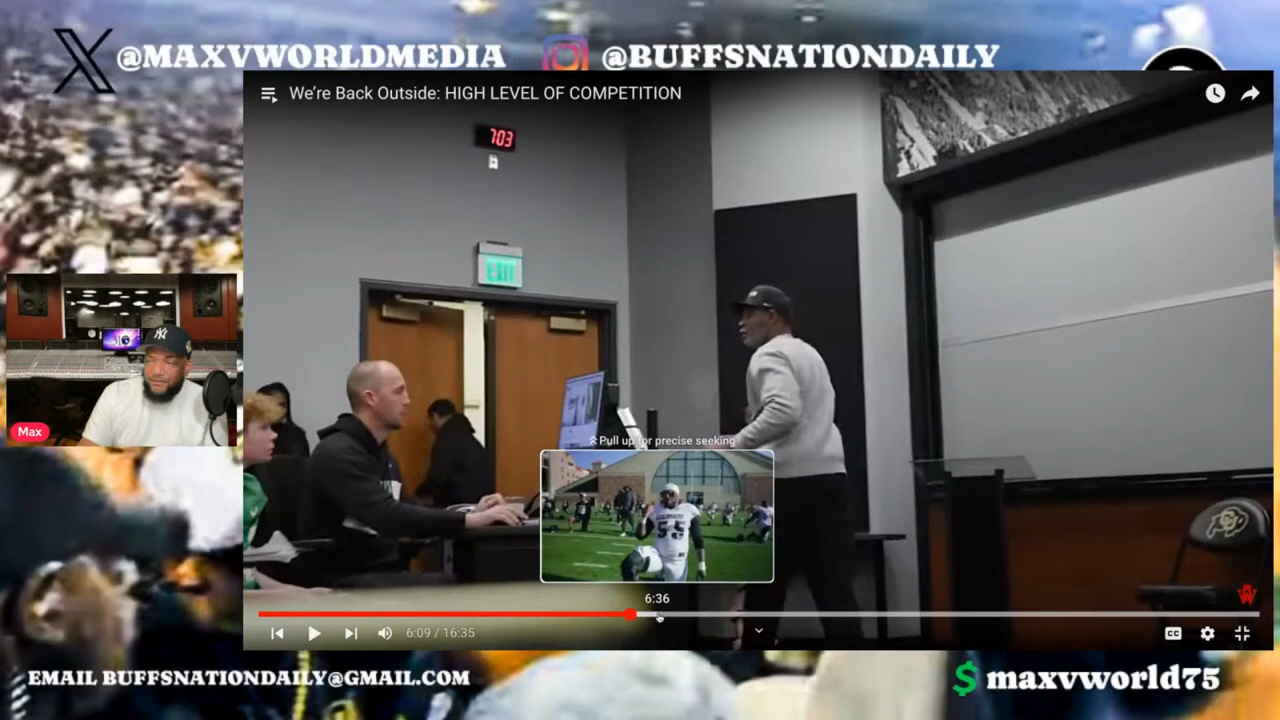 @MAXVWORLDMEDIA
@BUFFSNATIONDAILY
We're Back Outside: HIGH LEVEL OF COMPETITION
703
EXIT
Max
Pull up for precise seeking
55
6:36
6:09 / 16:35
CC
EMAIL BUFFSNATIONDAILY@GMAIL.COM
$ maxvworld75